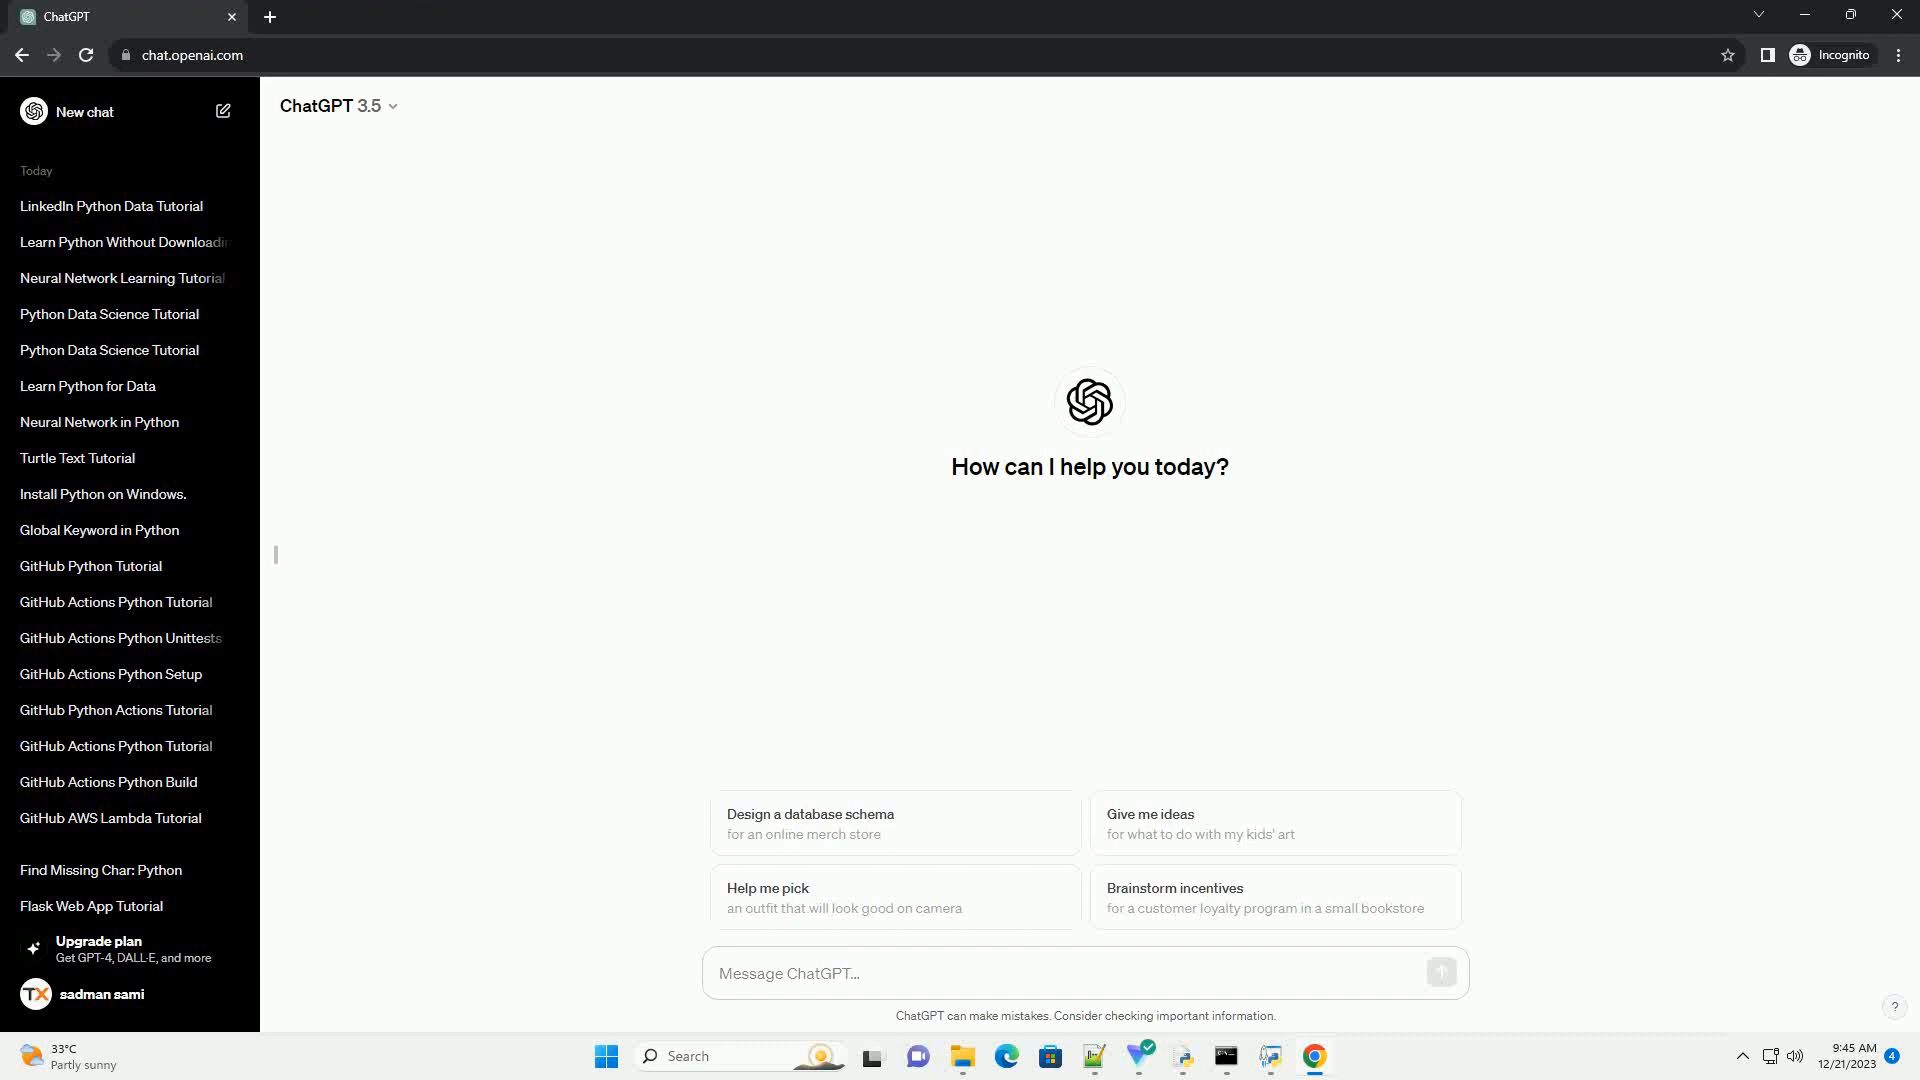 ChatGPT
chat.openai.com
Incognito
New chat
ChatGPT 3.5
Today
LinkedIn Python Data Tutorial
Learn Python Without Downloadin
Neural Network Learning Tutorial
Python Data Science Tutorial
Python Data Science Tutorial
Learn Python for Data
Neural Network in Python
Turtle Text Tutorial
Install Python on Windows.
Global Keyword in Python
GitHub Python Tutorial
GitHub Actions Python Tutorial
GitHub Actions Python Unittests
GitHub Actions Python Setup
GitHub Python Actions Tutorial
GitHub Actions Python Tutorial
GitHub Actions Python Build
GitHub AWS Lambda Tutorial
Find Missing Char: Python
Flask Web App Tutorial
Upgrade plan
Get GPT-4, DALL·E, and more
TX
sadman sami
How can I help you today?
Design a database schema
for an online merch store
Give me ideas
for what to do with my kids' art
Help me pick
an outfit that will look good on camera
Brainstorm incentives
for a customer loyalty program in a small bookstore
Message ChatGPT...
ChatGPT can make mistakes. Consider checking important information.
?
33°C
Partly sunny
Search
9:45 AM
12/21/2023
4